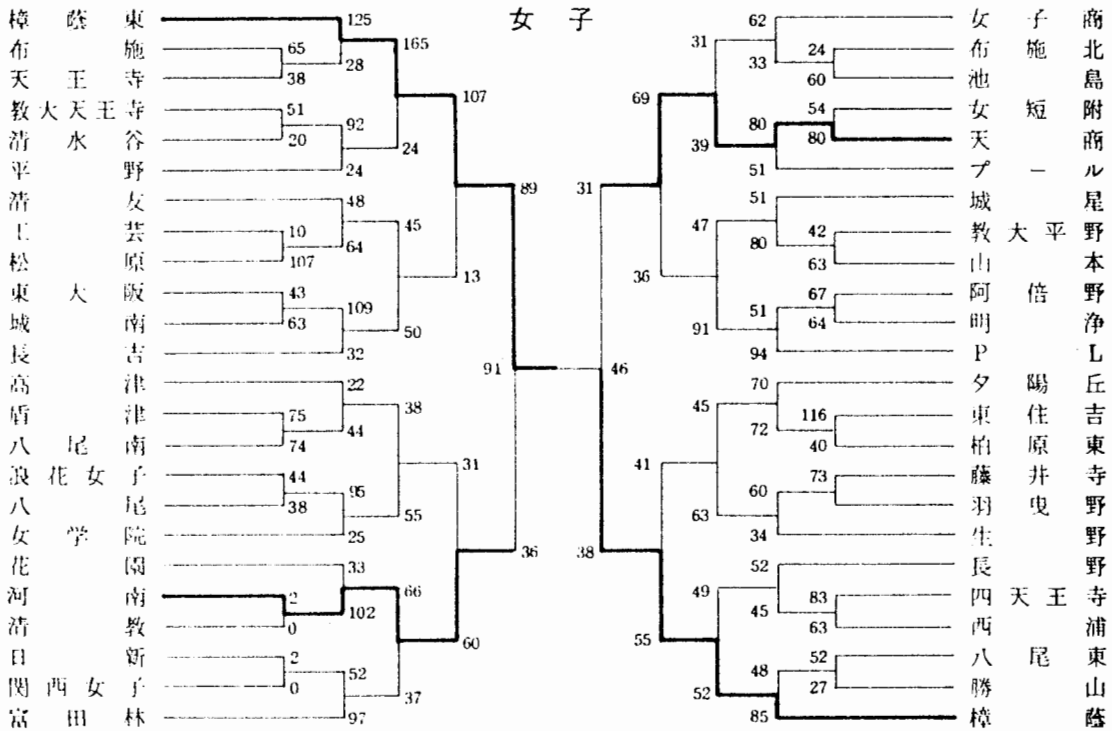 女子
樟蔭東 125
165
布施 65
28
天王寺 38
107
教大天王寺 51
92
清水谷 20
24
平野 24
89
清友 48
45
工芸 10
64
松原 107
13
東大阪 43
109
城南 63
50
長吉 32
91
高津 22
38
盾津 75
44
八尾南 74
31
浪花女子 44
95
八尾 38
55
女学院 25
36
花園 33
66
河南 2
102
清教 0
60
日新 2
52
関西女子 0
37
富田林 97
62 女子商
31
24 布施北
33
60 池島
69
54 女短附
80
80 天商
39
51 プール
31
51 城星
47
42 教大平野
80
63 山本
36
67 阿倍野
51
64 明浄
91
94 PL
46
70 夕陽丘
45
116 東住吉
72
40 柏原東
41
73 藤井寺
60
羽曳野
63
34 生野
38
52 長野
49
83 四天王寺
45
63 西浦
55
52 八尾東
48
27 勝山
52
85 樟蔭